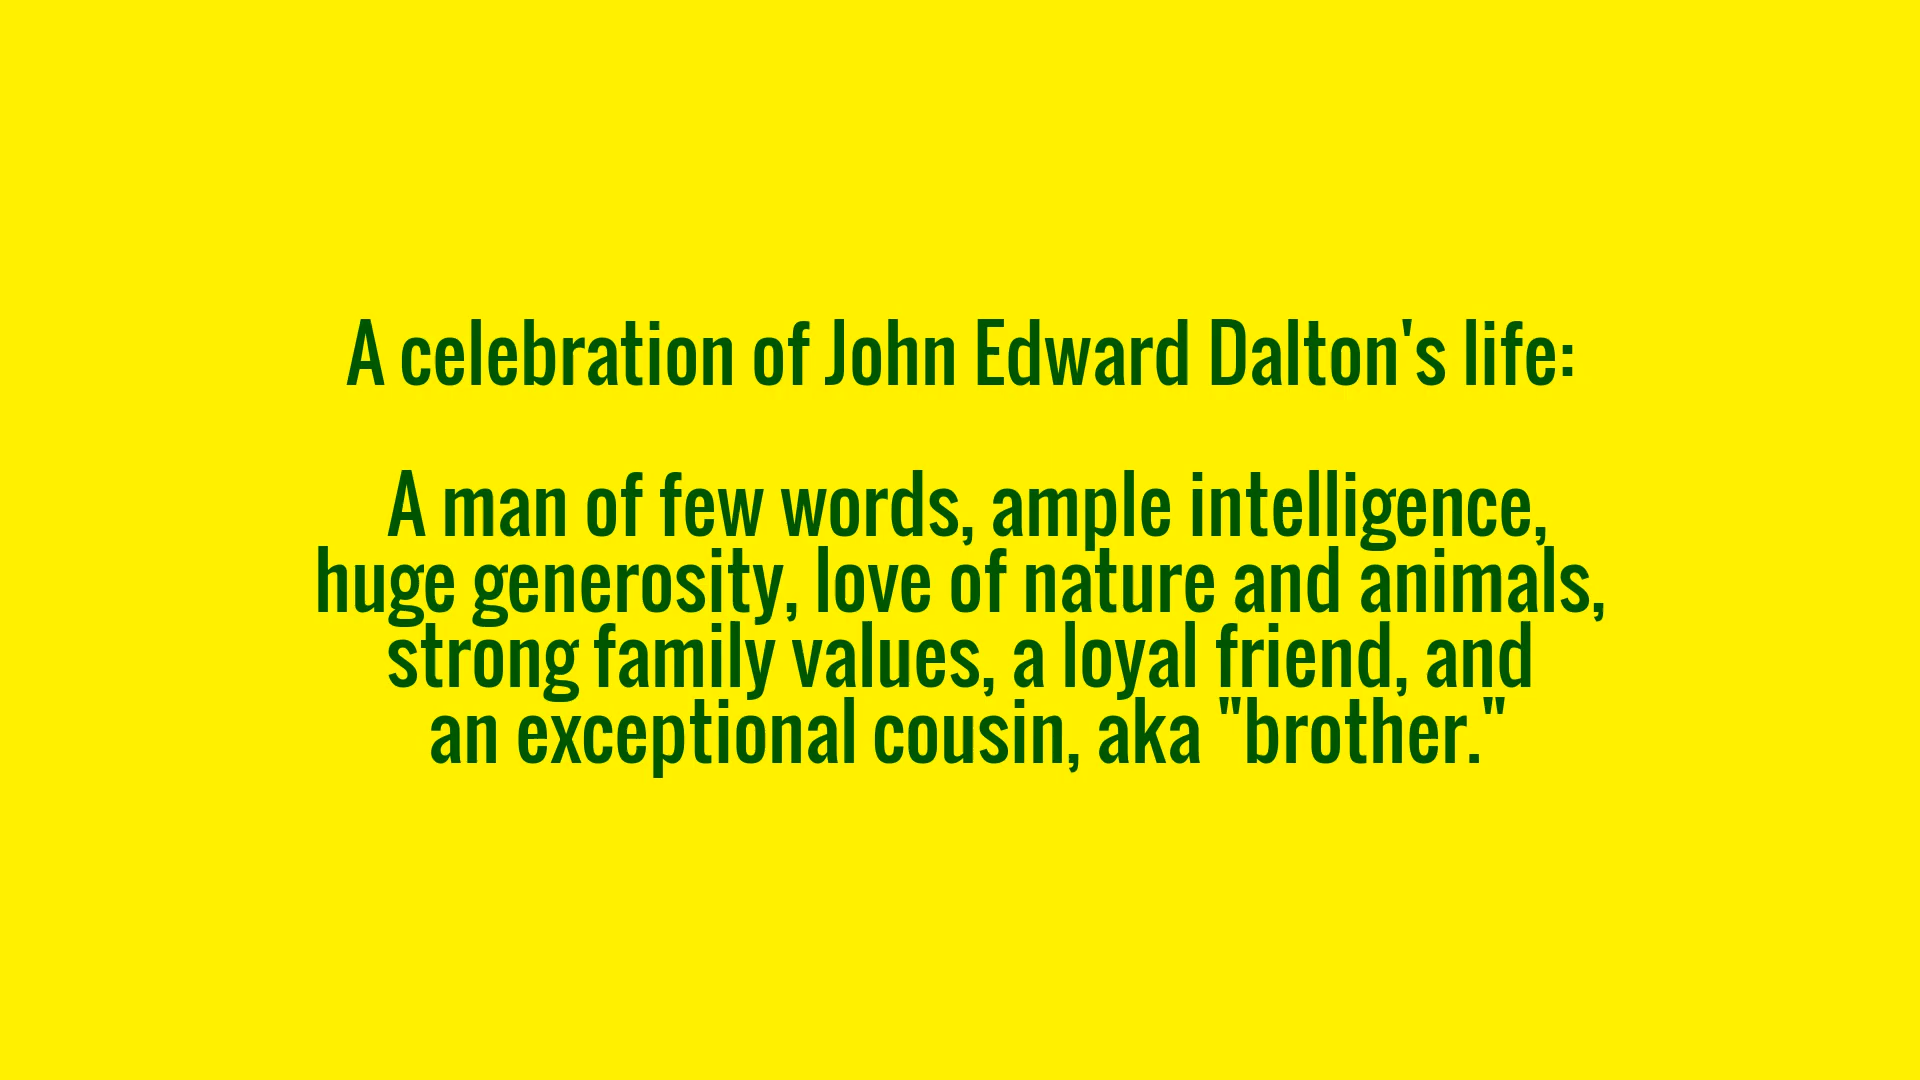 A celebration of John Edward Dalton's life:
A man of few words, ample intelligence,
huge generosity, love of nature and animals,
strong family values, a loyal friend, and
an exceptional cousin, aka "brother."